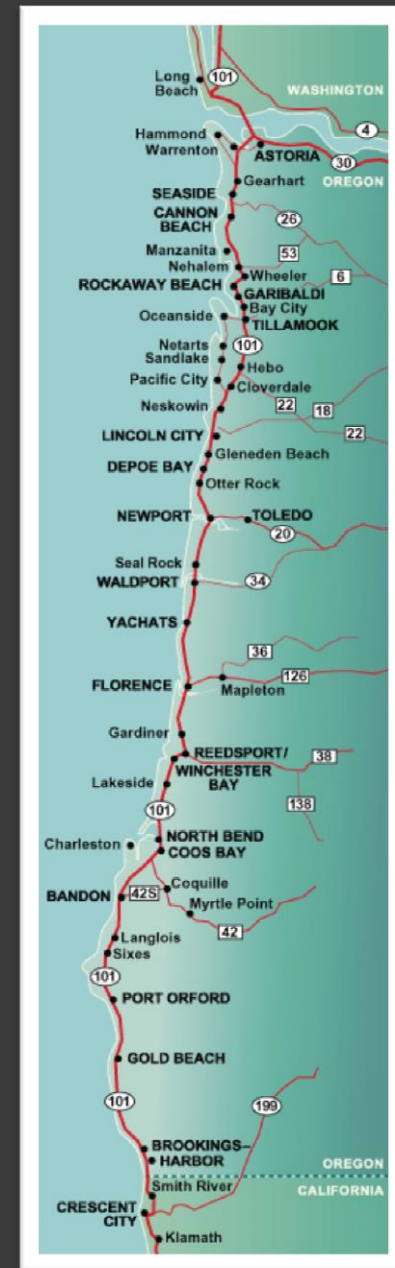 Long
Beach
101
WASHINGTON
4
Hammond
Warrenton
ASTORIA
30
OREGON
Gearhart
SEASIDE
CANNON
BEACH
26
Manzanita
53
Nehalem
Wheeler
6
ROCKAWAY BEACH
GARIBALDI
Bay City
Oceanside
TILLAMOOK
Netarts
101
Sandlake
Hebo
Pacific City
Cloverdale
Neskowin
22
18
LINCOLN CITY
22
Gleneden Beach
DEPOE BAY
Otter Rock
NEWPORT
TOLEDO
20
Seal Rock
WALDPORT
34
YACHATS
36
126
FLORENCE
Mapleton
Gardiner
REEDSPORT/
38
WINCHESTER
BAY
Lakeside
138
101
NORTH BEND
Charleston
COOS BAY
Coquille
BANDON
42S
Myrtle Point
42
Langlois
Sixes
101
PORT ORFORD
GOLD BEACH
101
199
BROOKINGS–
HARBOR
OREGON
CALIFORNIA
Smith River
CRESCENT
CITY
Klamath